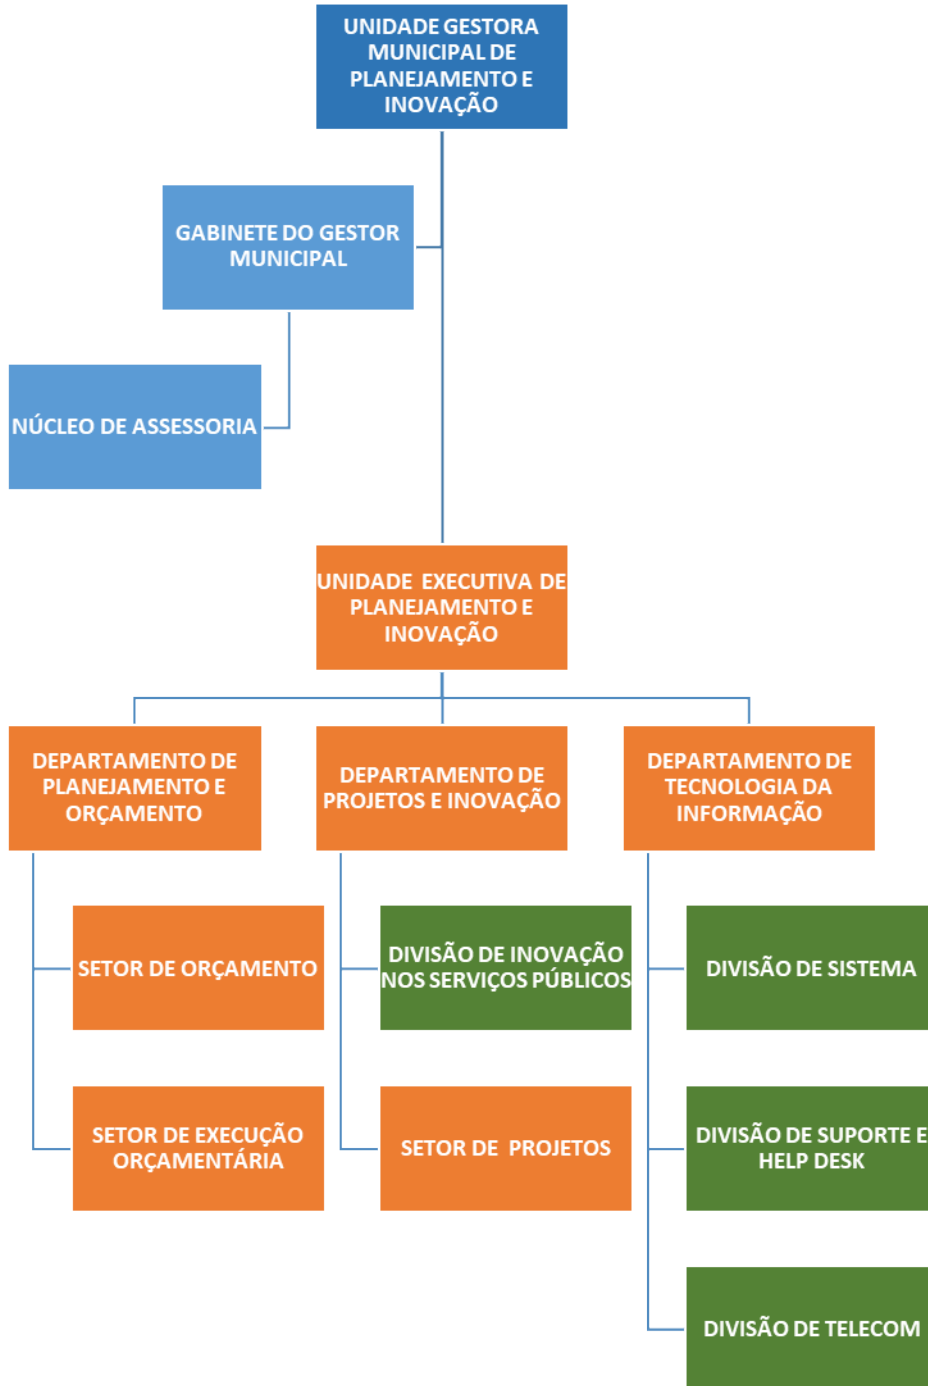 UNIDADE GESTORA
MUNICIPAL DE
PLANEJAMENTO E
INOVAÇÃO
GABINETE DO GESTOR
MUNICIPAL
NÚCLEO DE ASSESSORIA
UNIDADE EXECUTIVA DE
PLANEJAMENTO E
INOVAÇÃO
DEPARTAMENTO DE
PLANEJAMENTO E
ORÇAMENTO
DEPARTAMENTO DE
PROJETOS E INOVAÇÃO
DEPARTAMENTO DE
TECNOLOGIA DA
INFORMAÇÃO
SETOR DE ORÇAMENTO
DIVISÃO DE INOVAÇÃO
NOS SERVIÇOS PÚBLICOS
DIVISÃO DE SISTEMA
SETOR DE EXECUÇÃO
ORÇAMENTÁRIA
SETOR DE PROJETOS
DIVISÃO DE SUPORTE E
HELP DESK
DIVISÃO DE TELECOM